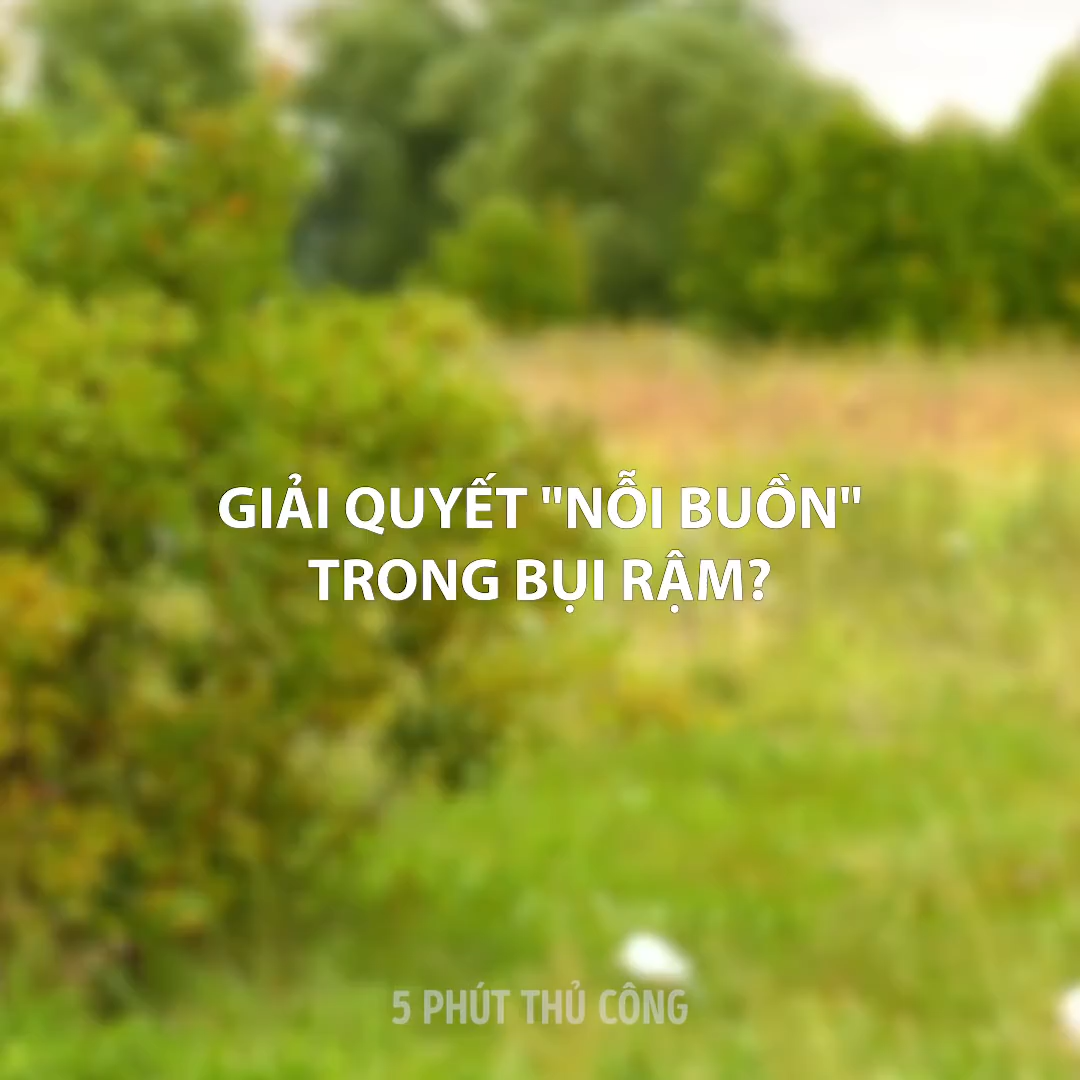 GIẢI QUYẾT "NỖI BUỒN"
TRONG BỤI RẬM?
5 PHÚT THỦ CÔNG